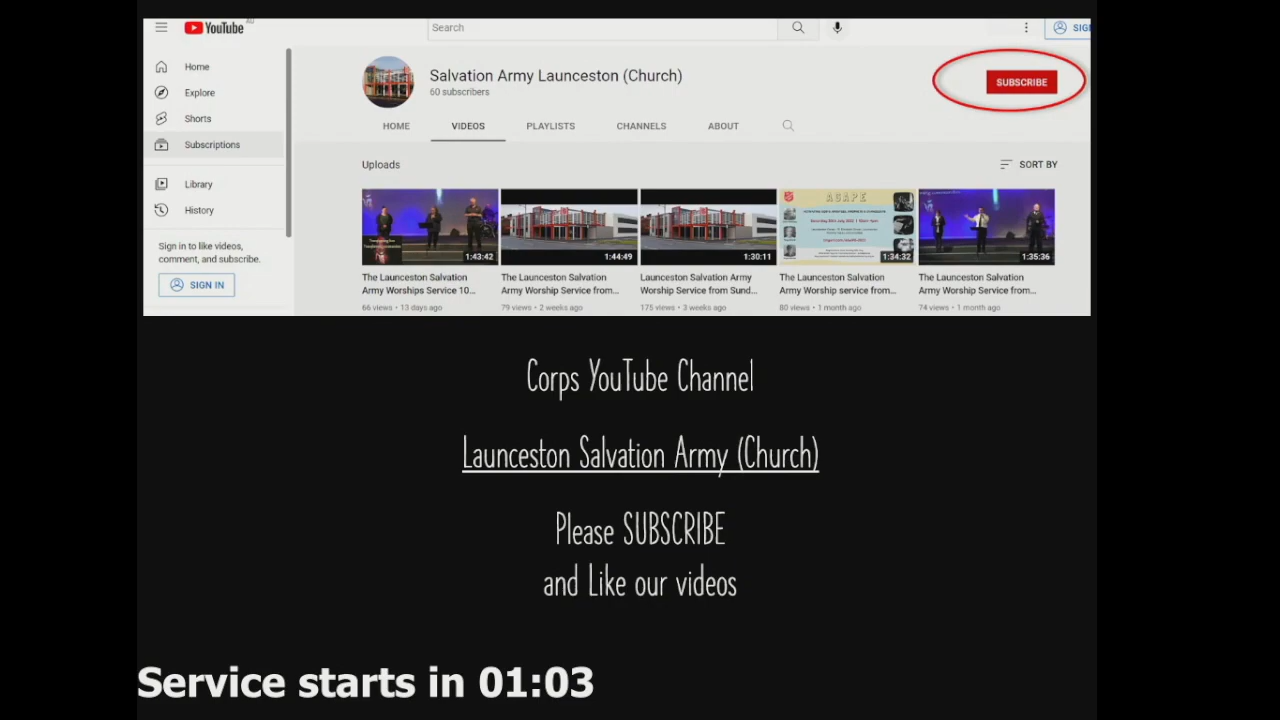 YouTube
AU
Search
SIGN
Home
Explore
Shorts
Subscriptions
Library
History
Sign in to like videos,
comment, and subscribe.
SIGN IN
Salvation Army Launceston (Church)
60 subscribers
SUBSCRIBE
HOME VIDEOS PLAYLISTS CHANNELS ABOUT
Uploads
SORT BY
AGAPE
1:43:42 1:44:49 1:30:11 1:34:32 1:35:36
The Launceston Salvation
Army Worships Service 10...
66 views • 13 days ago
The Launceston Salvation
Army Worship Service from...
79 views • 2 weeks ago
Launceston Salvation Army
Worship Service from Sund...
175 views • 3 weeks ago
The Launceston Salvation
Army Worship Service from...
80 views • 1 month ago
The Launceston Salvation
Army Worship Service from...
74 views • 1 month ago
Corps YouTube Channel
Launceston Salvation Army (Church)
Please SUBSCRIBE
and Like our videos
Service starts in 01:03